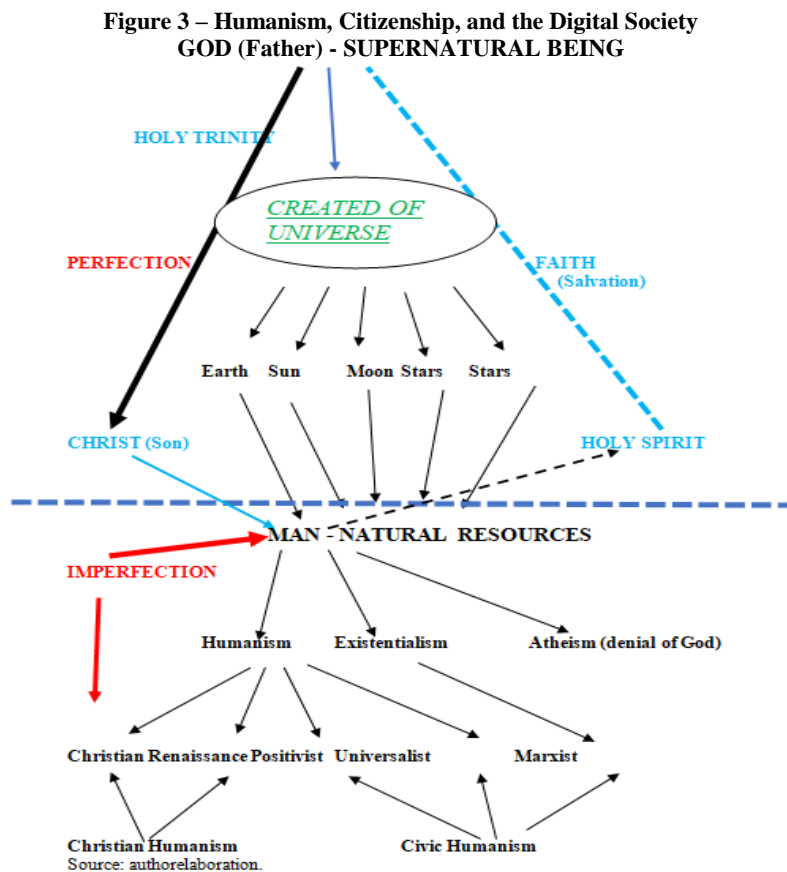 Figure 3 – Humanism, Citizenship, and the Digital Society
GOD (Father) - SUPERNATURAL BEING
HOLY TRINITY
CREATED OF
UNIVERSE
PERFECTION
FAITH
(Salvation)
Earth Sun Moon Stars Stars
CHRIST (Son)
HOLY SPIRIT
MAN - NATURAL RESOURCES
IMPERFECTION
Humanism Existentialism Atheism (denial of God)
Christian Renaissance Positivist Universalist Marxist
Christian Humanism Civic Humanism
Source: authorelaboration.